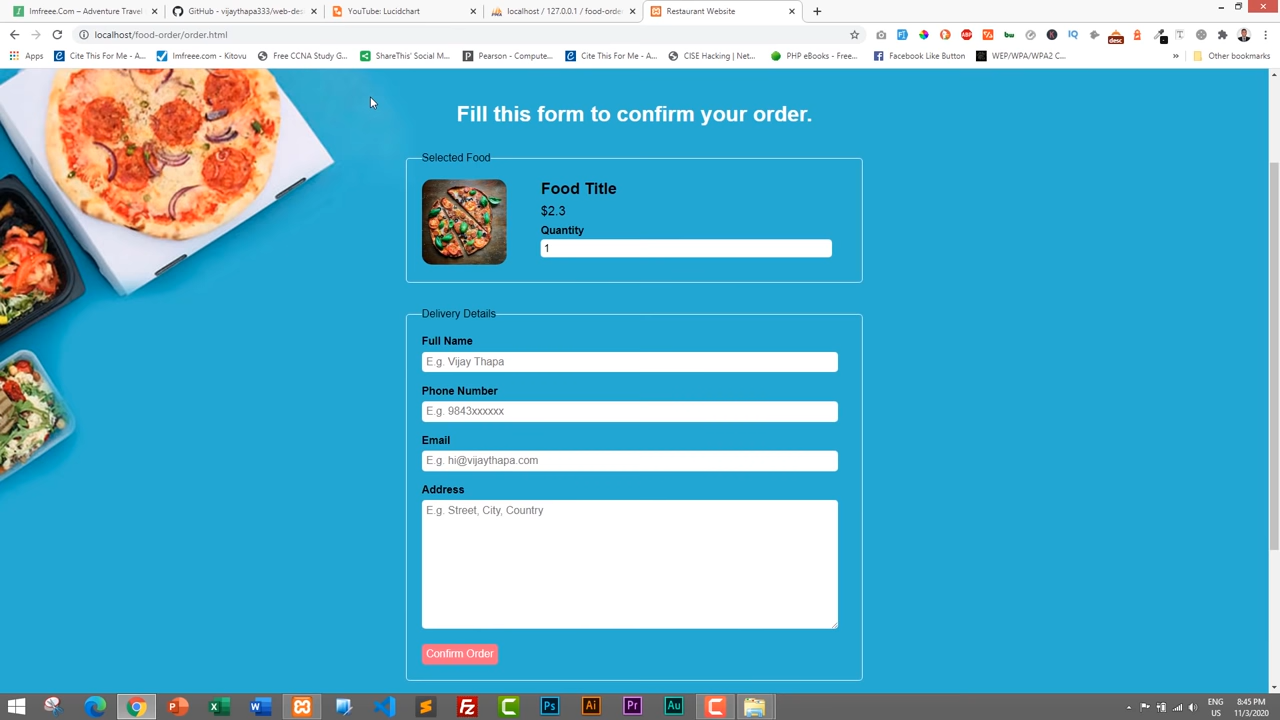 Imfreee.Com – Adventure Travel
GitHub - vijaythapa333/web-des
YouTube: Lucidchart
localhost / 127.0.0.1 / food-order
Restaurant Website
localhost/food-order/order.html
Apps
Cite This For Me - A...
Imfreee.com - Kitovu
Free CCNA Study G...
ShareThis' Social M...
Pearson - Compute...
Cite This For Me - A...
CISE Hacking | Net...
PHP eBooks - Free...
Facebook Like Button
WEP/WPA/WPA2 C...
»
Other bookmarks
Fill this form to confirm your order.
Selected Food
Food Title
$2.3
Quantity
1
Delivery Details
Full Name
E.g. Vijay Thapa
Phone Number
E.g. 9843xxxxxx
Email
E.g. hi@vijaythapa.com
Address
E.g. Street, City, Country
Confirm Order
ENG
US
8:45 PM
11/3/2020